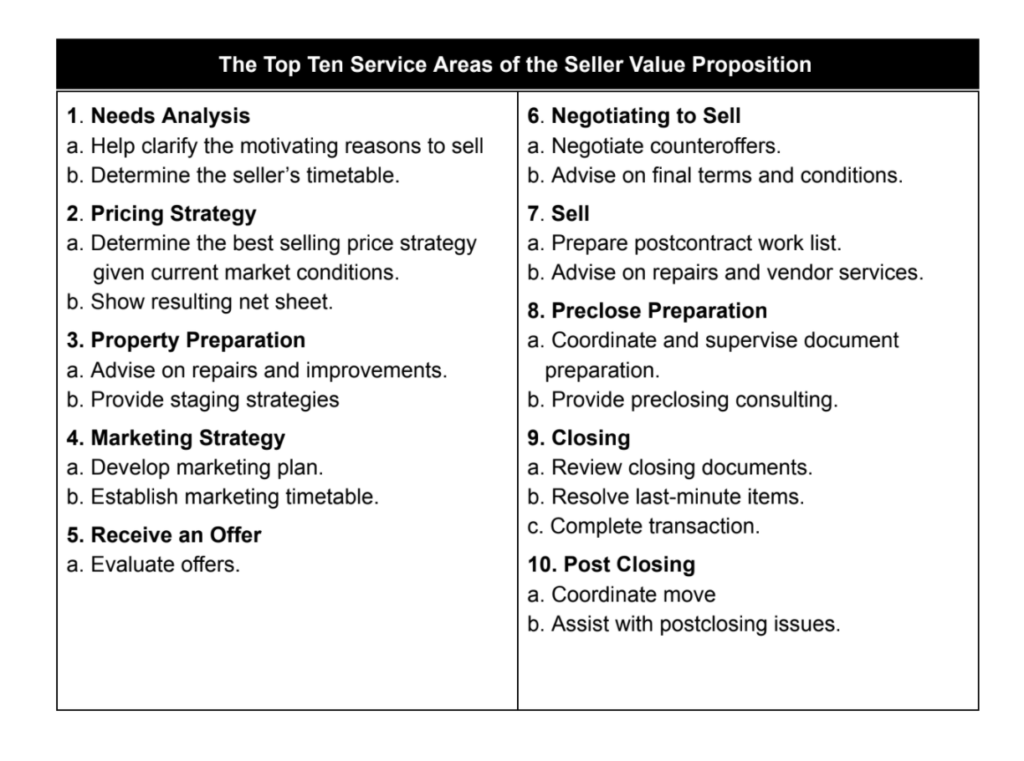 The Top Ten Service Areas of the Seller Value Proposition
1. Needs Analysis
a. Help clarify the motivating reasons to sell
b. Determine the seller's timetable.
2. Pricing Strategy
a. Determine the best selling price strategy
given current market conditions.
b. Show resulting net sheet.
3. Property Preparation
a. Advise on repairs and improvements.
b. Provide staging strategies
4. Marketing Strategy
a. Develop marketing plan.
b. Establish marketing timetable.
5. Receive an Offer
a. Evaluate offers.
6. Negotiating to Sell
a. Negotiate counteroffers.
b. Advise on final terms and conditions.
7. Sell
a. Prepare postcontract work list.
b. Advise on repairs and vendor services.
8. Preclose Preparation
a. Coordinate and supervise document
preparation.
b. Provide preclosing consulting.
9. Closing
a. Review closing documents.
b. Resolve last-minute items.
c. Complete transaction.
10. Post Closing
a. Coordinate move
b. Assist with postclosing issues.